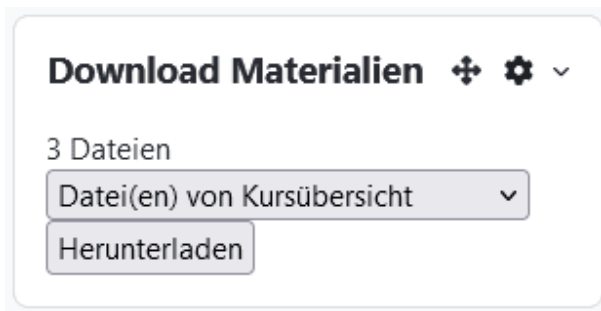 Download Materialien
3 Dateien
Datei(en) von Kursübersicht
Herunterladen